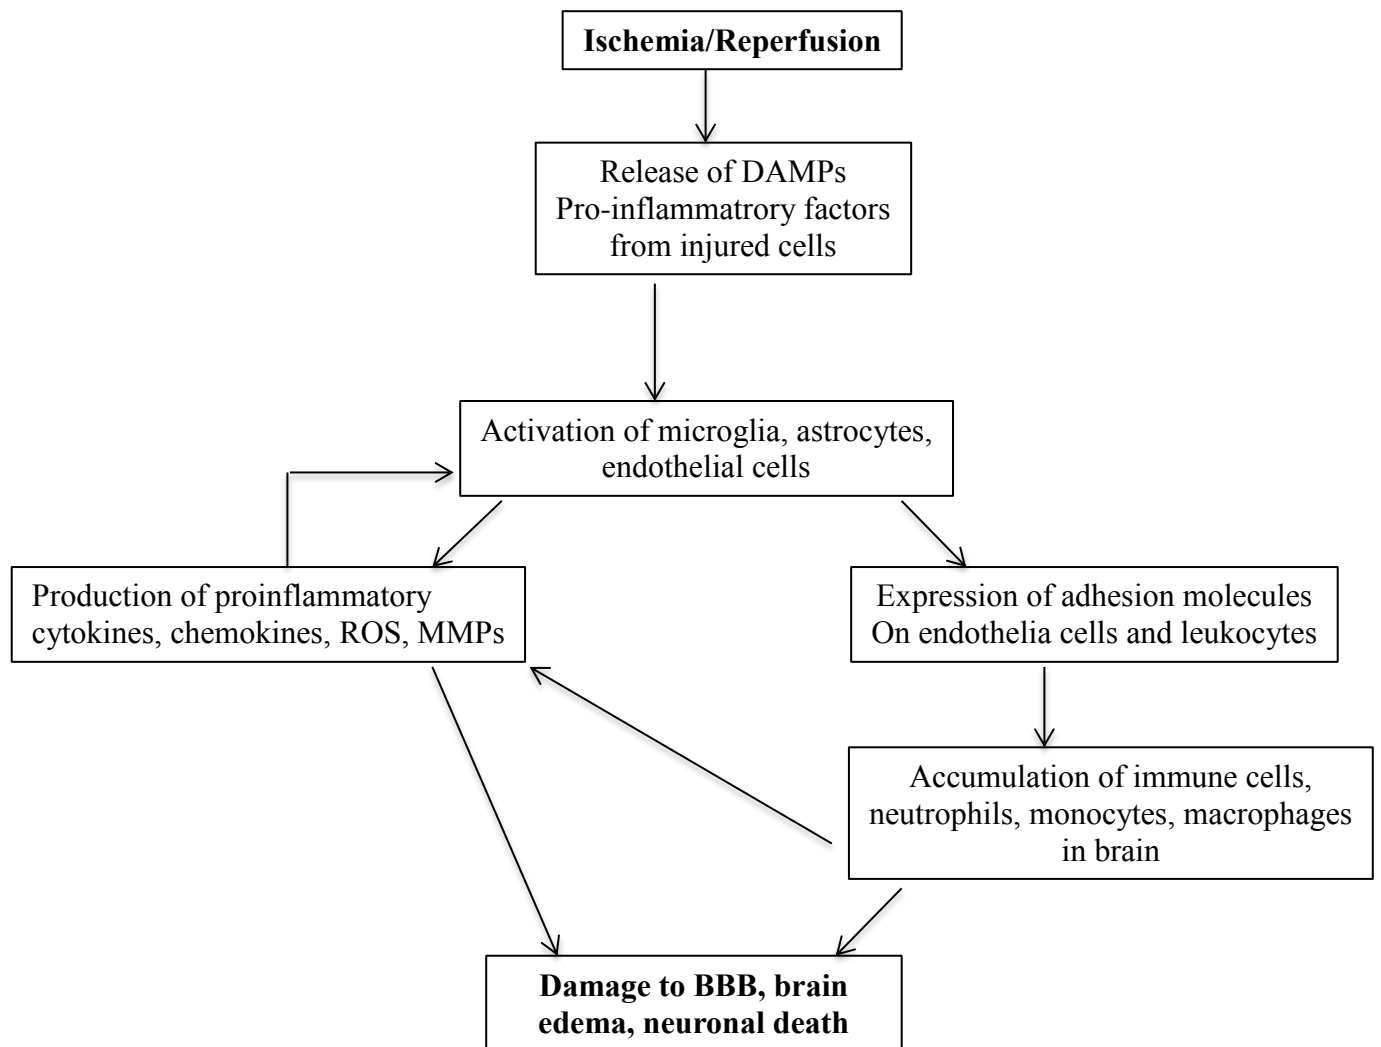 Ischemia/Reperfusion
Release of DAMPs
Pro-inflammatrory factors
from injured cells
Activation of microglia, astrocytes,
endothelial cells
Production of proinflammatory
cytokines, chemokines, ROS, MMPs
Expression of adhesion molecules
On endothelia cells and leukocytes
Accumulation of immune cells,
neutrophils, monocytes, macrophages
in brain
Damage to BBB, brain
edema, neuronal death